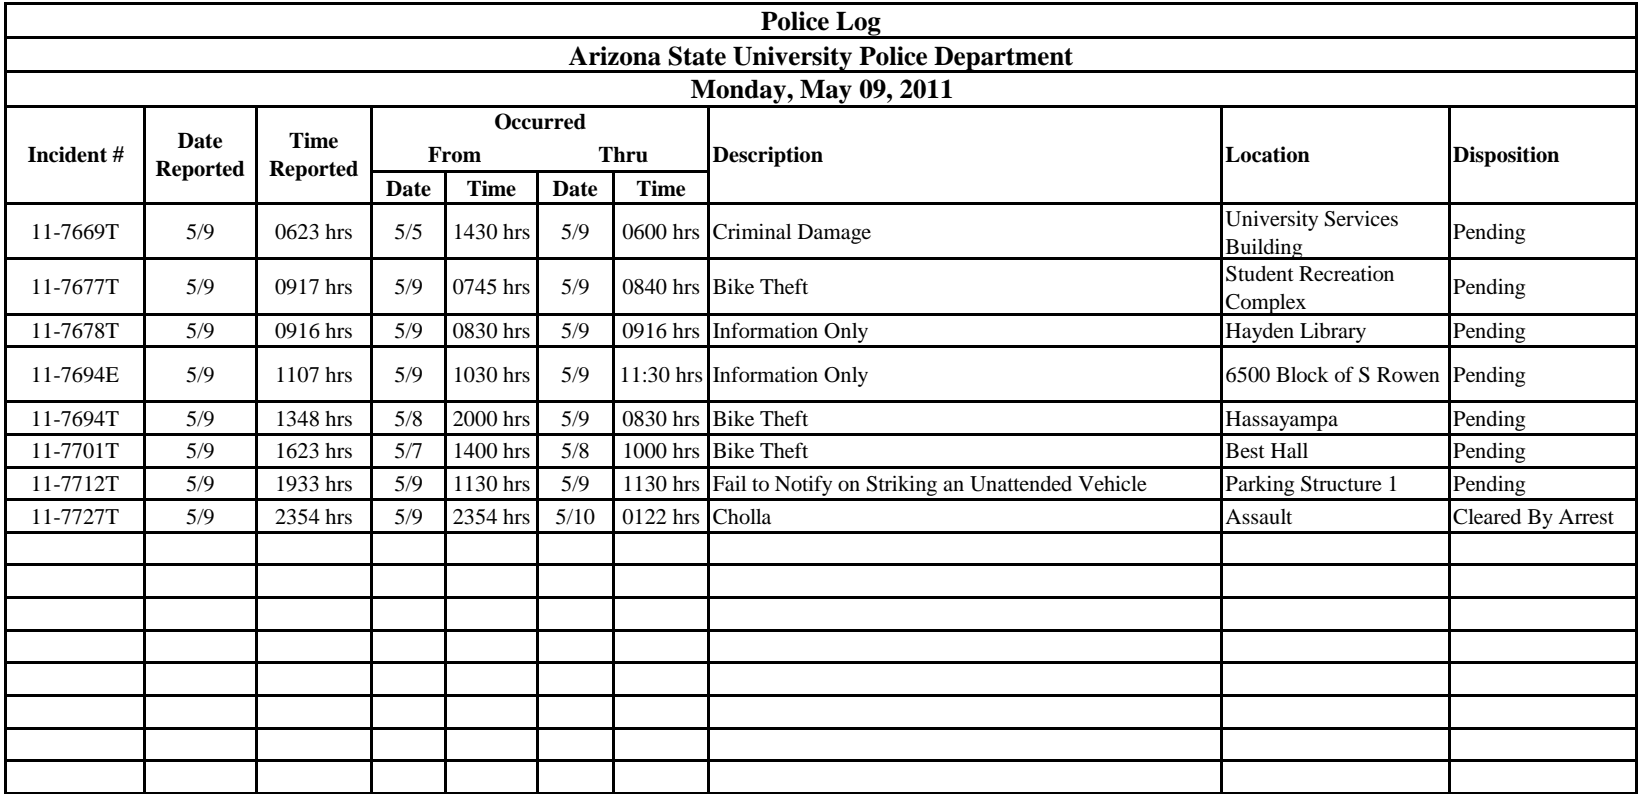 Police Log
Arizona State University Police Department
Monday, May 09, 2011
Incident # Date Reported Time Reported Occurred Description Location Disposition
From Thru
Date Time Date Time
11-7669T 5/9 0623 hrs 5/5 1430 hrs 5/9 0600 hrs Criminal Damage University Services Building Pending
11-7677T 5/9 0917 hrs 5/9 0745 hrs 5/9 0840 hrs Bike Theft Student Recreation Complex Pending
11-7678T 5/9 0916 hrs 5/9 0830 hrs 5/9 0916 hrs Information Only Hayden Library Pending
11-7694E 5/9 1107 hrs 5/9 1030 hrs 5/9 11:30 hrs Information Only 6500 Block of S Rowen Pending
11-7694T 5/9 1348 hrs 5/8 2000 hrs 5/9 0830 hrs Bike Theft Hassayampa Pending
11-7701T 5/9 1623 hrs 5/7 1400 hrs 5/8 1000 hrs Bike Theft Best Hall Pending
11-7712T 5/9 1933 hrs 5/9 1130 hrs 5/9 1130 hrs Fail to Notify on Striking an Unattended Vehicle Parking Structure 1 Pending
11-7727T 5/9 2354 hrs 5/9 2354 hrs 5/10 0122 hrs Cholla Assault Cleared By Arrest